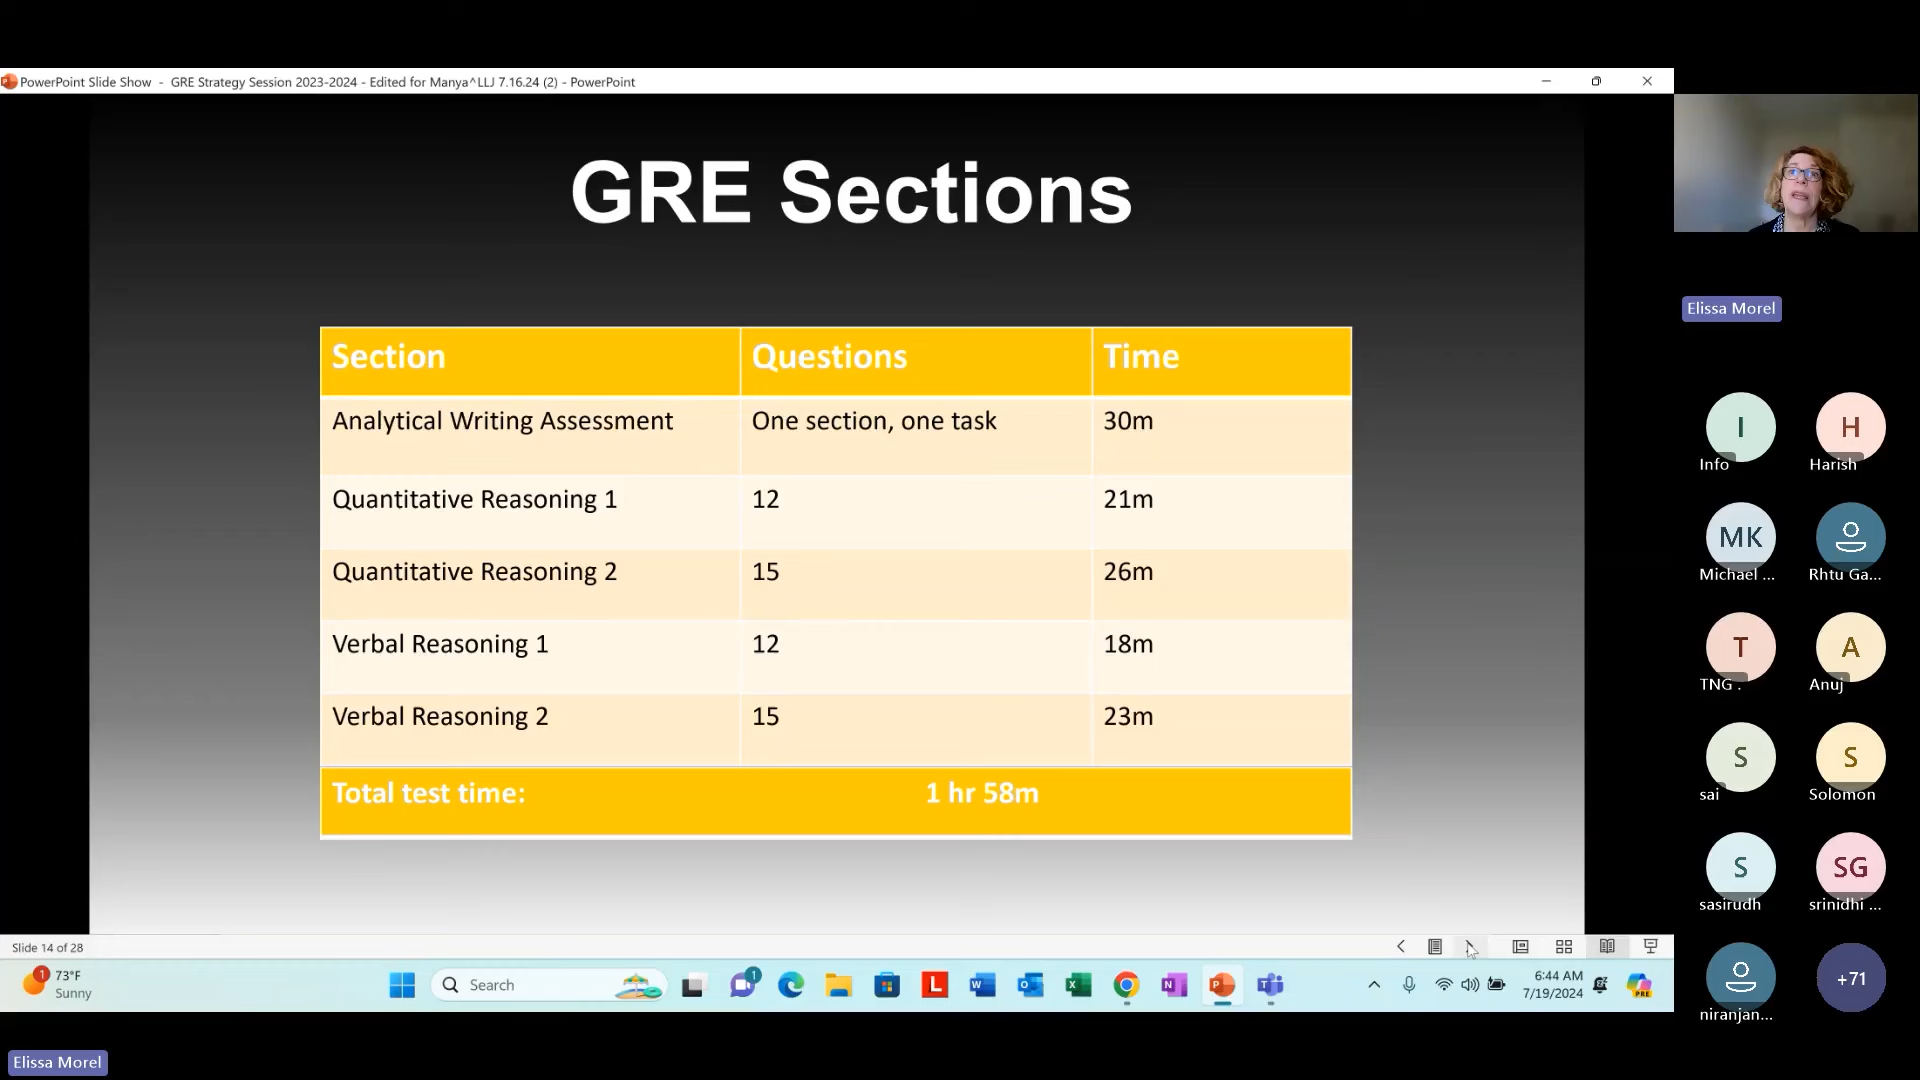 PowerPoint Slide Show - GRE Strategy Session 2023-2024 - Edited for Manya^LLJ 7.16.24 (2) - PowerPoint
GRE Sections
Section Questions Time
Analytical Writing Assessment One section, one task 30m
Quantitative Reasoning 1 12 21m
Quantitative Reasoning 2 15 26m
Verbal Reasoning 1 12 18m
Verbal Reasoning 2 15 23m
Total test time: 1 hr 58m
Slide 14 of 28
1
73°F
Sunny
Search
1
L
W
X
N
P
T
6:44 AM
7/19/2024
PRE
Elissa Morel
Elissa Morel
I H
Info Harish
MK
Michael ... Rhtu Ga...
T A
TNG . Anuj
S S
sai Solomon
S SG
sasirudh srinidhi ...
+71
niranjan...